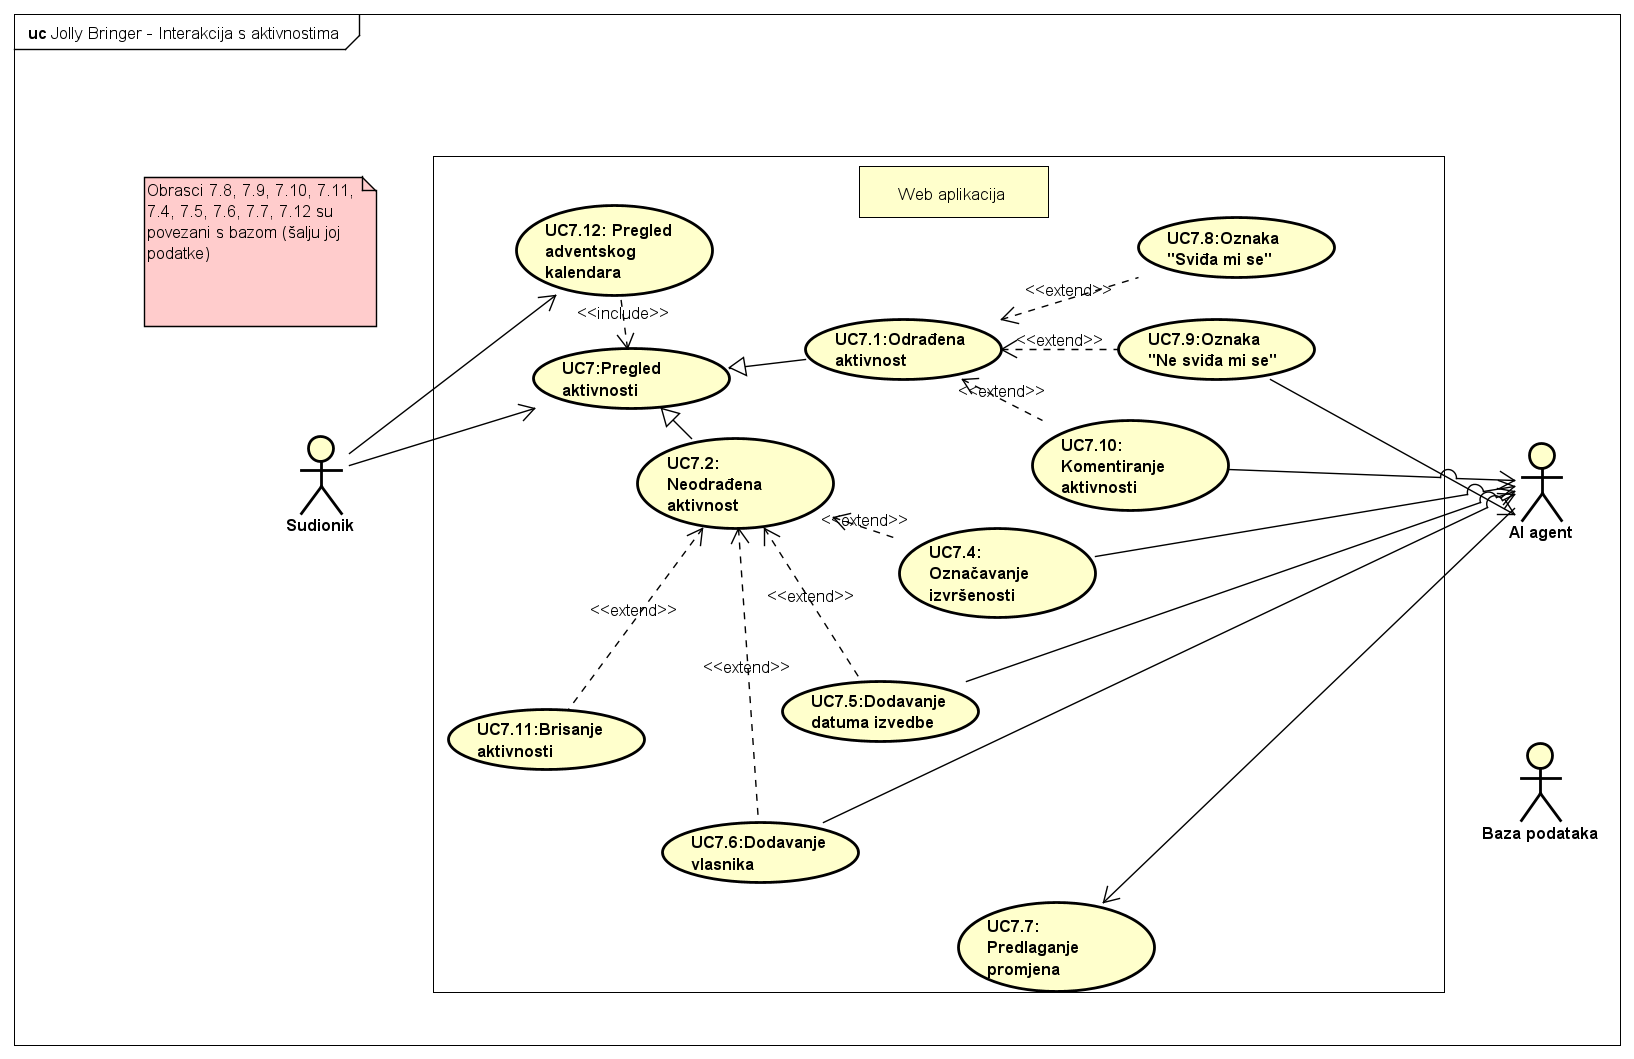 uc Jolly Bringer - Interakcija s aktivnostima
Obrasci 7.8, 7.9, 7.10, 7.11,
7.4, 7.5, 7.6, 7.7, 7.12 su
povezani s bazom (šalju joj
podatke)
Web aplikacija
UC7.12: Pregled
adventskog
kalendara
<<include>>
UC7:Pregled
aktivnosti
UC7.1:Odrađena
aktivnost
UC7.8:Oznaka
"Sviđa mi se"
<<extend>>
UC7.9:Oznaka
"Ne sviđa mi se"
<<extend>>
<<extend>>
UC7.10:
Komentiranje
aktivnosti
UC7.2:
Neodrađena
aktivnost
<<extend>>
UC7.4:
Označavanje
izvršenosti
Sudionik
AI agent
<<extend>>
<<extend>>
<<extend>>
UC7.5:Dodavanje
datuma izvedbe
UC7.11:Brisanje
aktivnosti
UC7.6:Dodavanje
vlasnika
Baza podataka
UC7.7:
Predlaganje
promjena